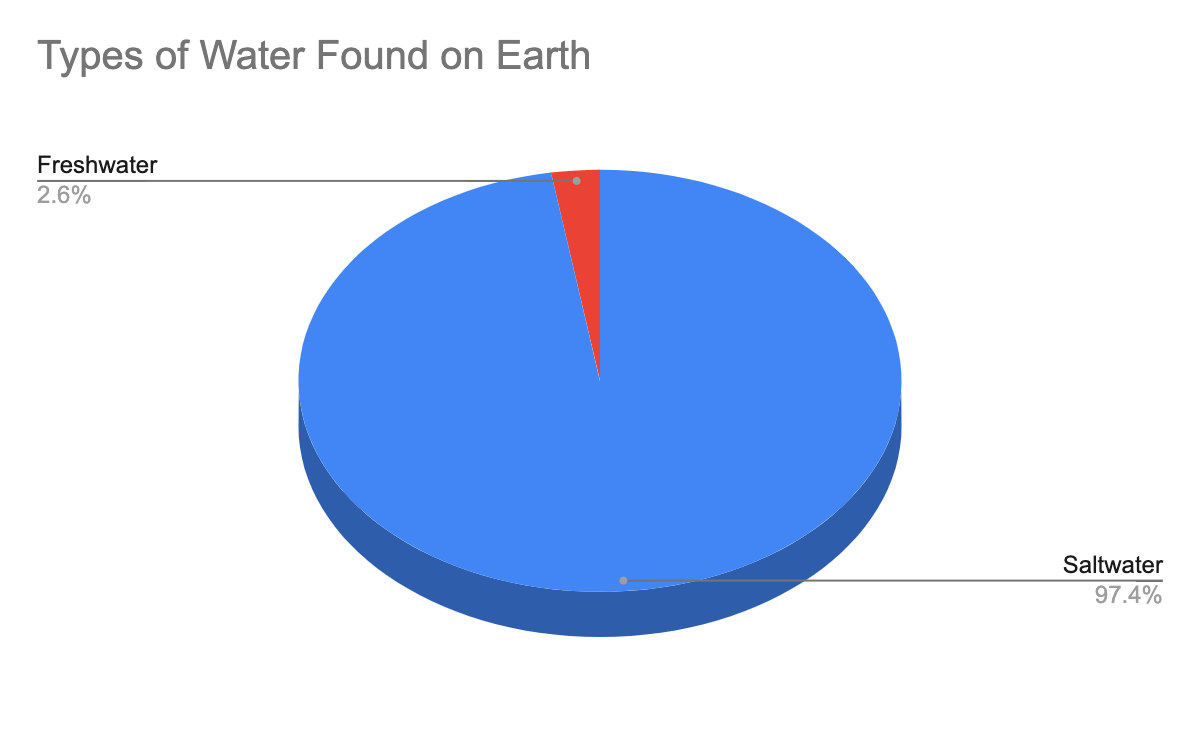 Types of Water Found on Earth
Freshwater
2.6%
Saltwater
97.4%